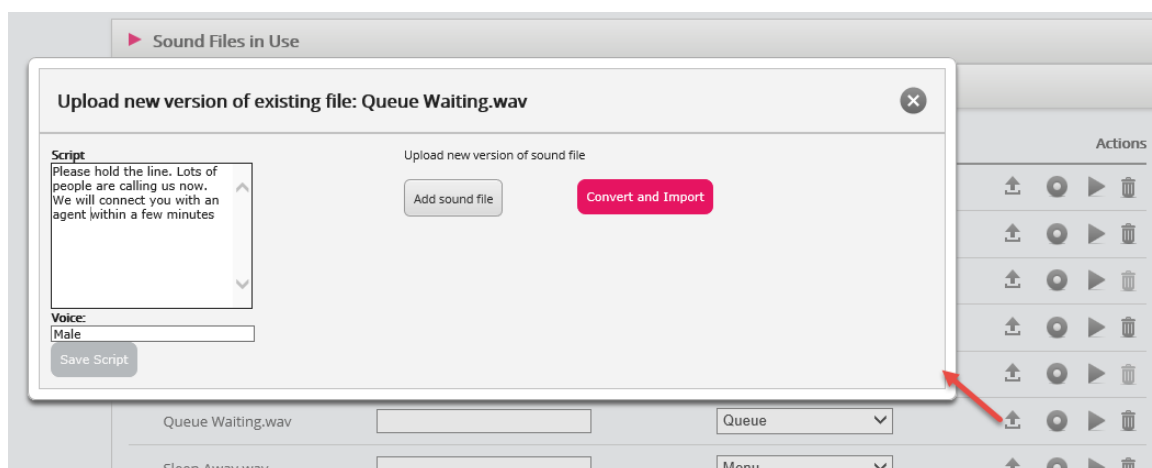 Sound Files in Use
Upload new version of existing file: Queue Waiting.wav
Actions
Script
Please hold the line. Lots of
people are calling us now.
We will connect you with an
agent within a few minutes
Upload new version of sound file
Add sound file
Convert and Import
Voice:
Male
Save Script
Queue Waiting.wav
Queue
Menu